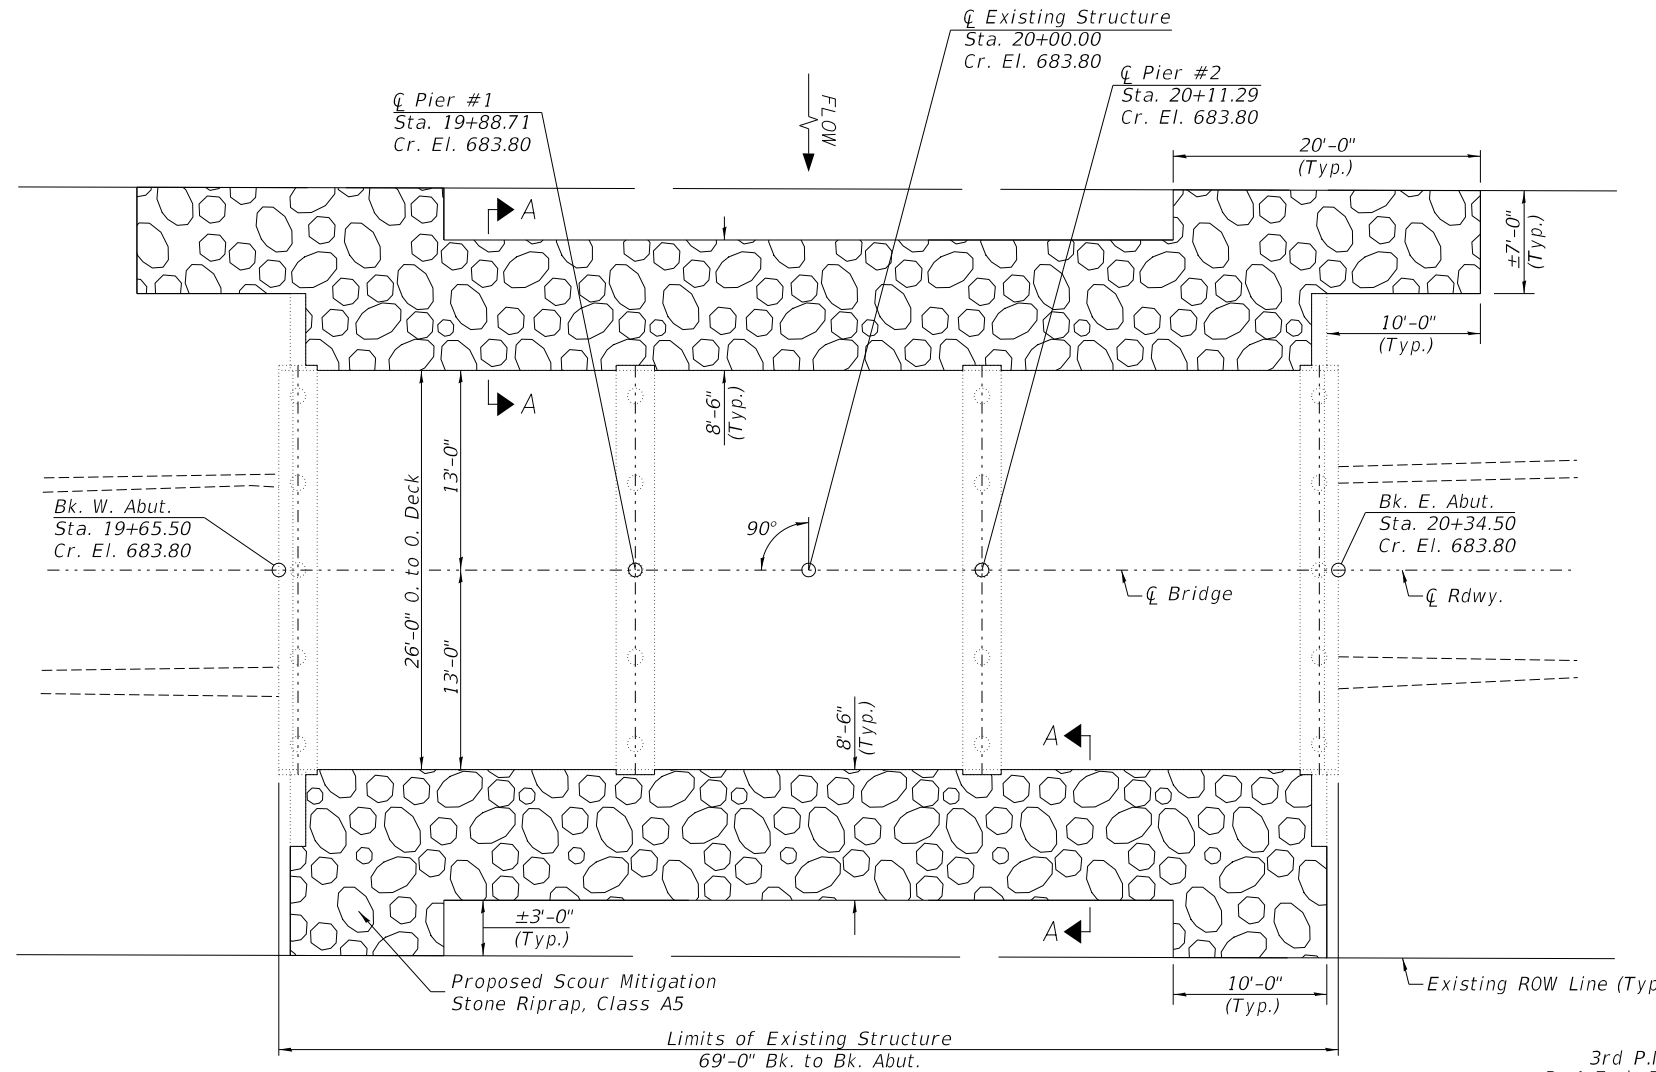 ℄ Existing Structure
Sta. 20+00.00
Cr. El. 683.80
℄ Pier #2
Sta. 20+11.29
Cr. El. 683.80
℄ Pier #1
Sta. 19+88.71
Cr. El. 683.80
FLOW
20'-0"
(Typ.)
A
±7'-0"
(Typ.)
10'-0"
(Typ.)
A
8'-6"
(Typ.)
13'-0"
26'-0" O. to O. Deck
Bk. W. Abut.
Sta. 19+65.50
Cr. El. 683.80
90°
Bk. E. Abut.
Sta. 20+34.50
Cr. El. 683.80
℄ Bridge
℄ Rdwy.
13'-0"
8'-6"
(Typ.)
A
±3'-0"
(Typ.)
A
Proposed Scour Mitigation
Stone Riprap, Class A5
10'-0"
(Typ.)
Existing ROW Line (Typ
Limits of Existing Structure
69'-0" Bk. to Bk. Abut.
3rd P.